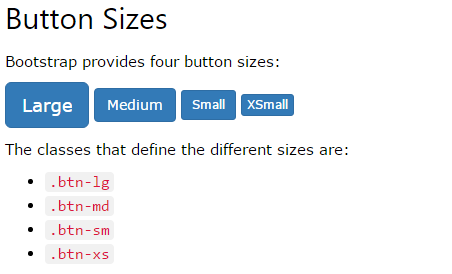 Button Sizes
Bootstrap provides four button sizes:
Large Medium Small XSmall
The classes that define the different sizes are:
.btn-lg
.btn-md
.btn-sm
.btn-xs